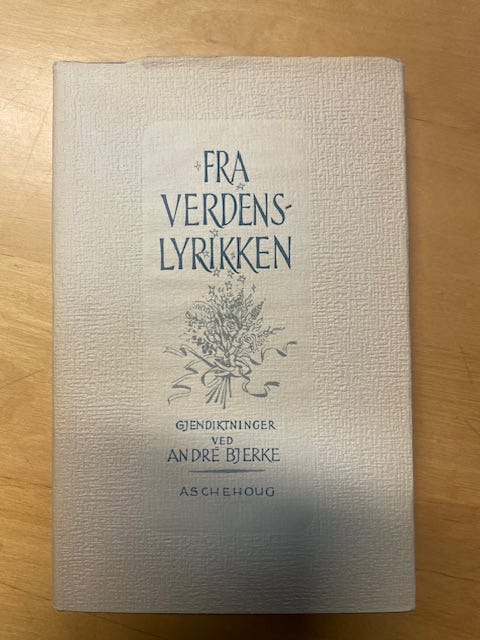 FRA
VERDENS-
LYRIKKEN
GJENDIKTNINGER
VED
ANDRÉ BJERKE
ASCHEHOUG